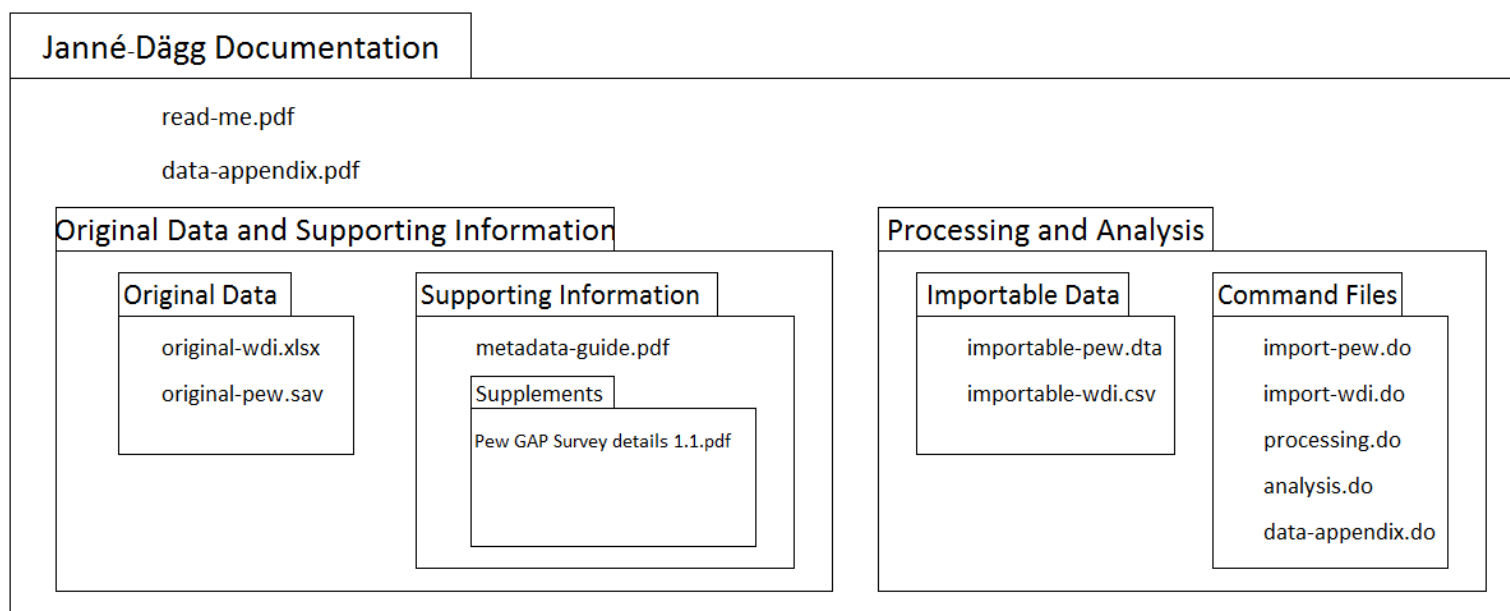 Janné-Dägg Documentation
read-me.pdf
data-appendix.pdf
Original Data and Supporting Information
Original Data
original-wdi.xlsx
original-pew.sav
Supporting Information
metadata-guide.pdf
Supplements
Pew GAP Survey details 1.1.pdf
Processing and Analysis
Importable Data
importable-pew.dta
importable-wdi.csv
Command Files
import-pew.do
import-wdi.do
processing.do
analysis.do
data-appendix.do